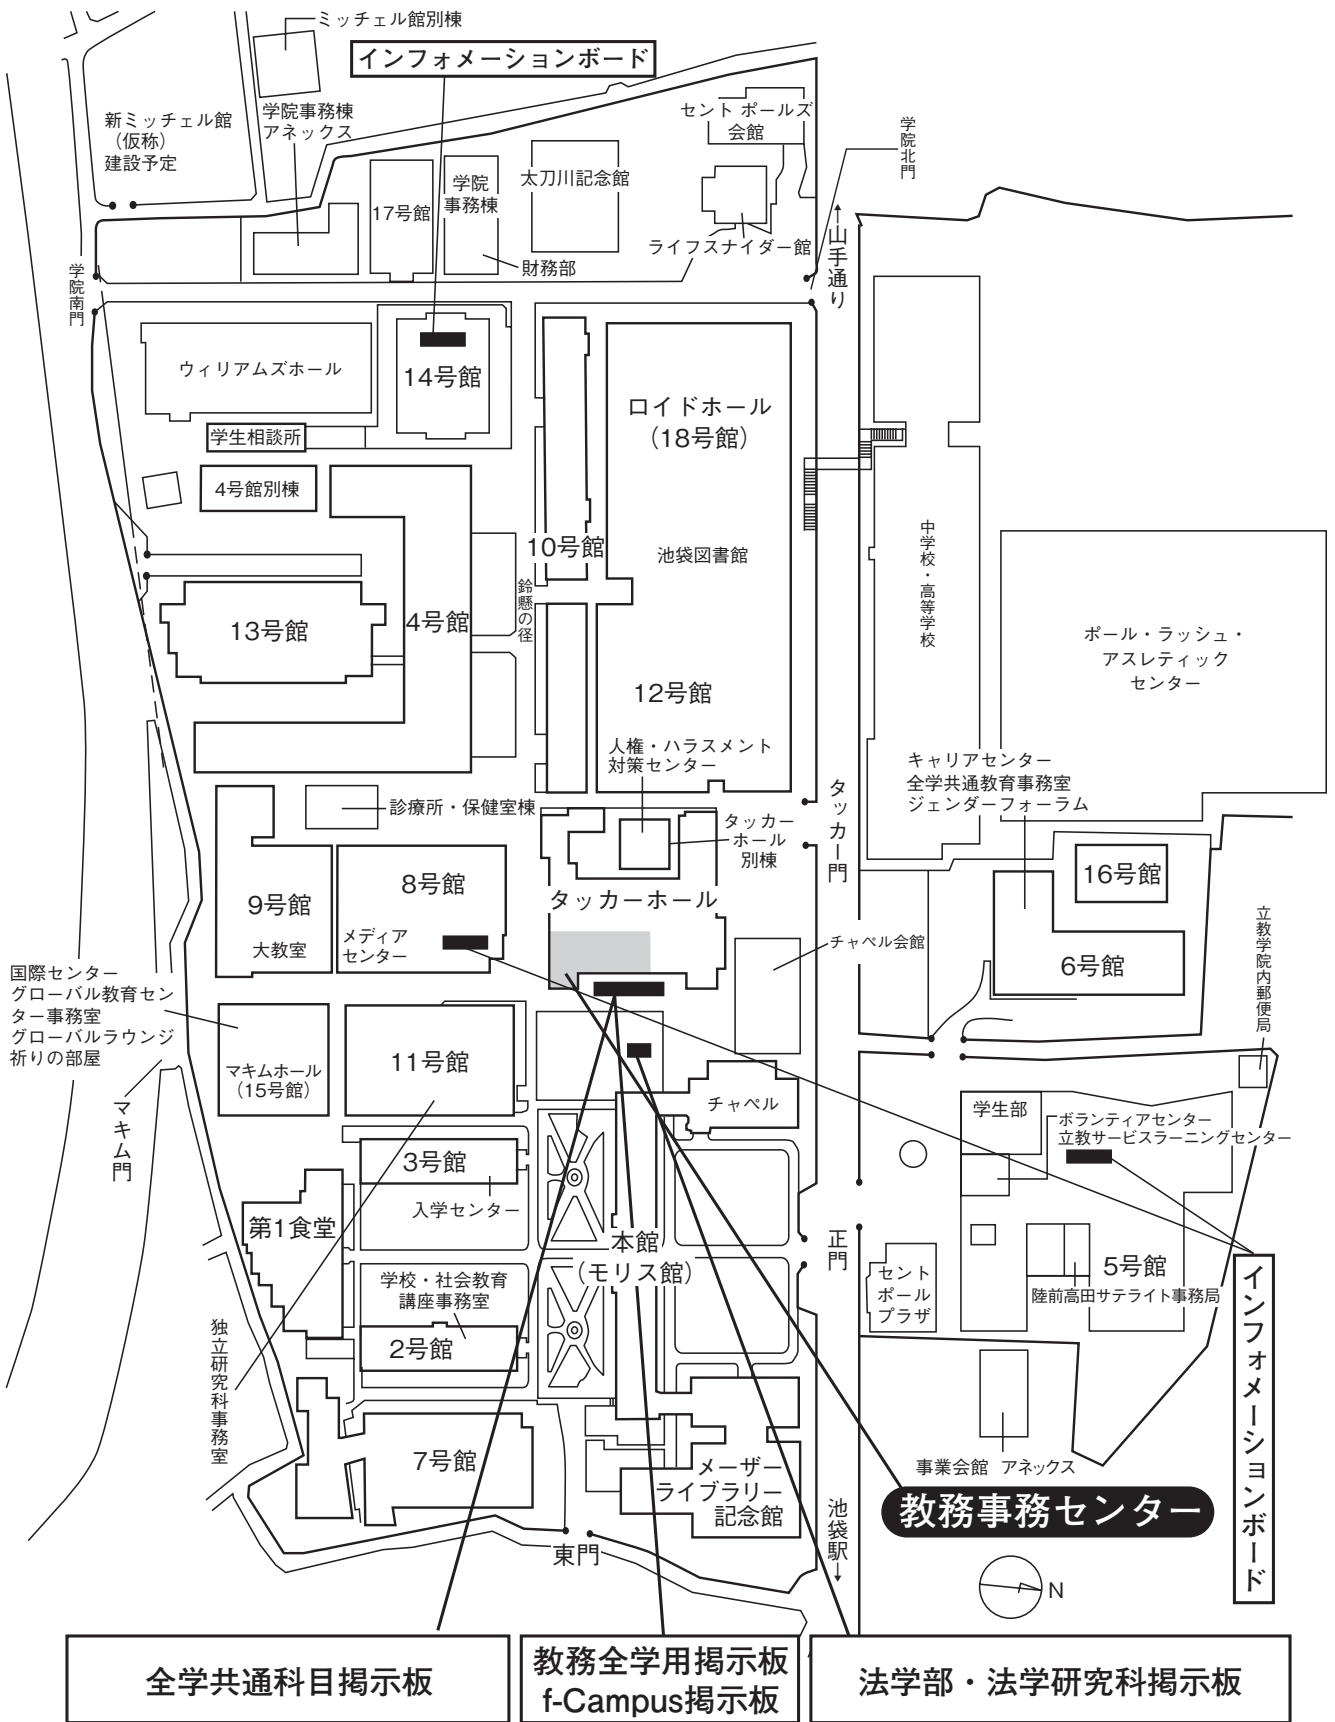 ミッチェル館別棟
インフォメーションボード
新ミッチェル館
（仮称）
建設予定
学院事務棟
アネックス
セント ポールズ
会館
学院北門
17号館
学院
事務棟
太刀川記念館
財務部
ライフスナイダー館
←山手通り
学院南門
ウィリアムズホール
14号館
学生相談所
ロイドホール
（18号館）
4号館別棟
10号館
池袋図書館
中学校・高等学校
鈴懸の径
13号館
4号館
ポール・ラッシュ・
アスレティック
センター
12号館
人権・ハラスメント
対策センター
キャリアセンター
全学共通教育事務室
ジェンダーフォーラム
診療所・保健室棟
タッカー
ホール
別棟
タッカー門
16号館
8号館
9号館
大教室
メディア
センター
タッカーホール
チャペル会館
6号館
立教学院内郵便局
国際センター
グローバル教育セン
ター事務室
グローバルラウンジ
祈りの部屋
マキムホール
（15号館）
11号館
チャペル
学生部
ボランティアセンター
立教サービスラーニングセンター
マキム門
3号館
入学センター
第1食堂
本館
（モリス館）
正門
セント
ポール
プラザ
5号館
陸前高田サテライト事務局
インフォメーションボード
学校・社会教育
講座事務室
2号館
独立研究科事務室
7号館
メーザー
ライブラリー
記念館
事業会館 アネックス
教務事務センター
池袋駅→
東門
N
全学共通科目掲示板
教務全学用掲示板
f-Campus掲示板
法学部・法学研究科掲示板